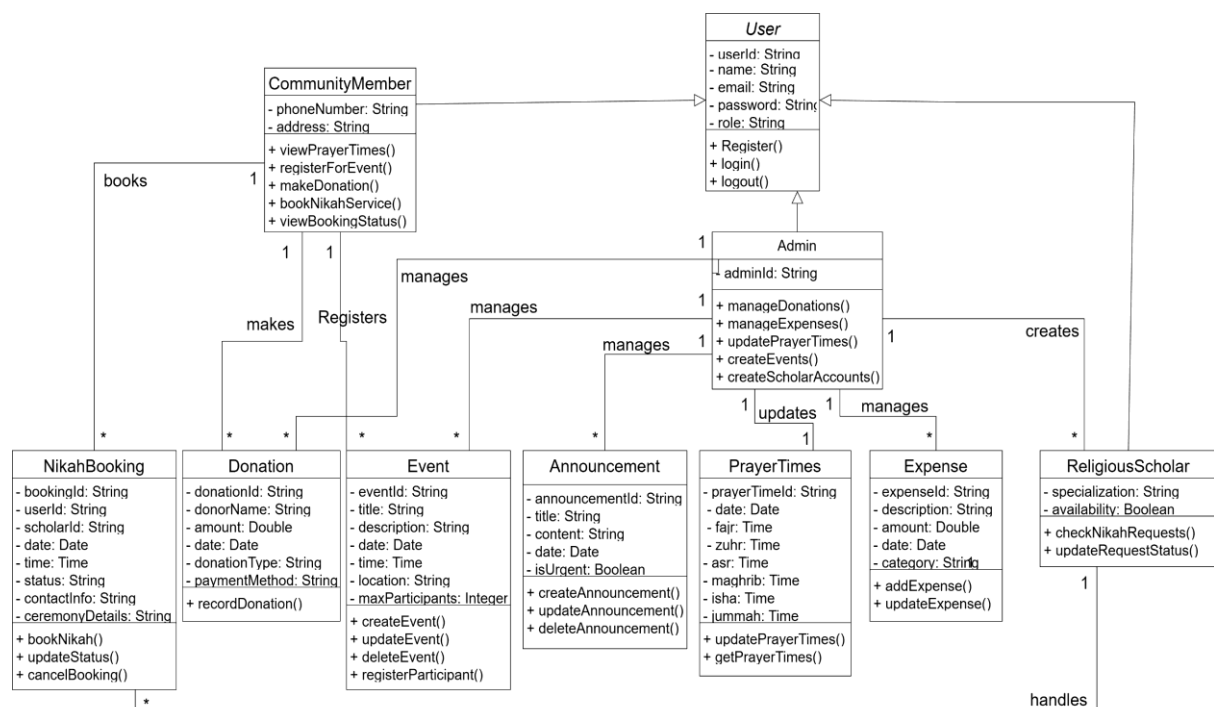 User
- userId: String
- name: String
- email: String
- password: String
- role: String
+ Register()
+ login()
+ logout()
CommunityMember
- phoneNumber: String
- address: String
+ viewPrayerTimes()
+ registerForEvent()
+ makeDonation()
+ bookNikahService()
+ viewBookingStatus()
books
1
1
1
makes
Registers
Admin
- adminId: String
+ manageDonations()
+ manageExpenses()
+ updatePrayerTimes()
+ createEvents()
+ createScholarAccounts()
1
manages
1
manages
1
manages
1
creates
1
updates
1
1
manages
*
*
*
*
*
*
*
*
NikahBooking
- bookingId: String
- userId: String
- scholarId: String
- date: Date
- time: Time
- status: String
- contactInfo: String
- ceremonyDetails: String
+ bookNikah()
+ updateStatus()
+ cancelBooking()
*
Donation
- donationId: String
- donorName: String
- amount: Double
- date: Date
- donationType: String
- paymentMethod: String
+ recordDonation()
Event
- eventId: String
- title: String
- description: String
- date: Date
- time: Time
- location: String
- maxParticipants: Integer
+ createEvent()
+ updateEvent()
+ deleteEvent()
+ registerParticipant()
Announcement
- announcementId: String
- title: String
- content: String
- date: Date
- isUrgent: Boolean
+ createAnnouncement()
+ updateAnnouncement()
+ deleteAnnouncement()
PrayerTimes
- prayerTimeId: String
- date: Date
- fajr: Time
- zuhr: Time
- asr: Time
- maghrib: Time
- isha: Time
- jummah: Time
+ updatePrayerTimes()
+ getPrayerTimes()
Expense
- expenseId: String
- description: String
- amount: Double
- date: Date
- category: String
1
+ addExpense()
+ updateExpense()
ReligiousScholar
- specialization: String
- availability: Boolean
+ checkNikahRequests()
+ updateRequestStatus()
1
handles